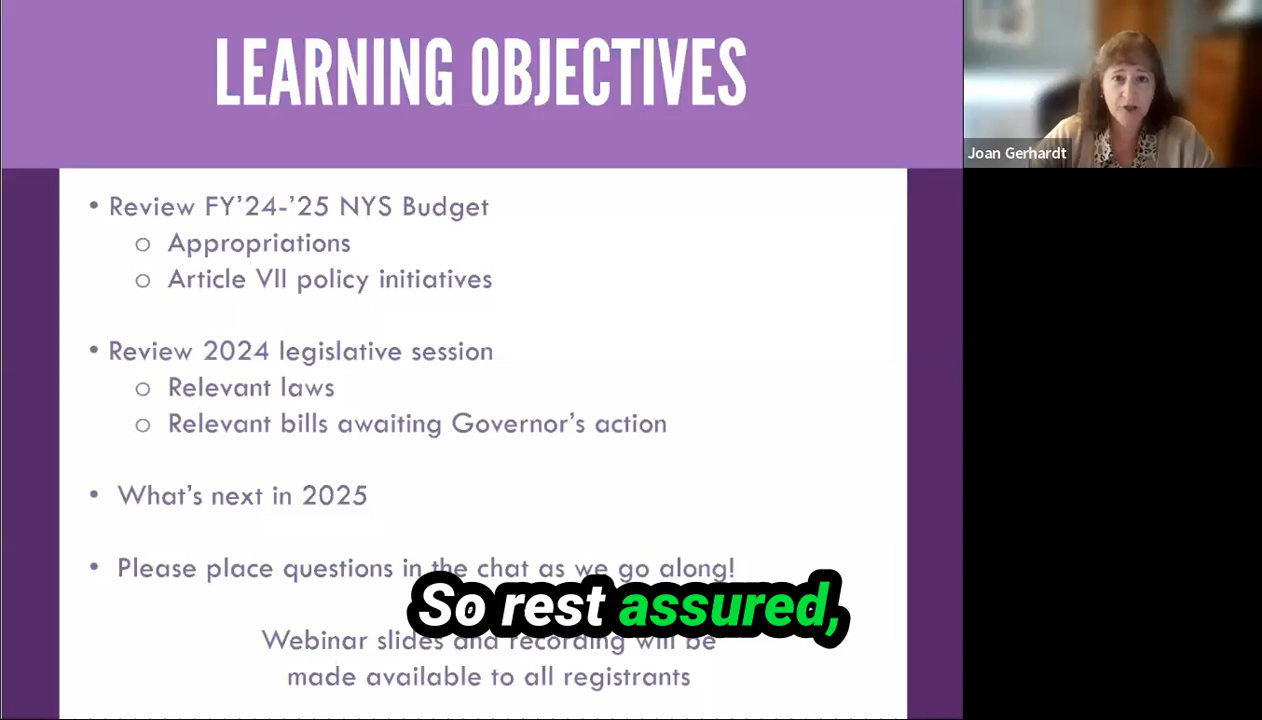 LEARNING OBJECTIVES
Joan Gerhardt
• Review FY’24-’25 NYS Budget
○ Appropriations
○ Article VII policy initiatives
• Review 2024 legislative session
○ Relevant laws
○ Relevant bills awaiting Governor’s action
• What’s next in 2025
• Please place questions in the chat as we go along!
So rest assured,
Webinar slides and recording will be
made available to all registrants